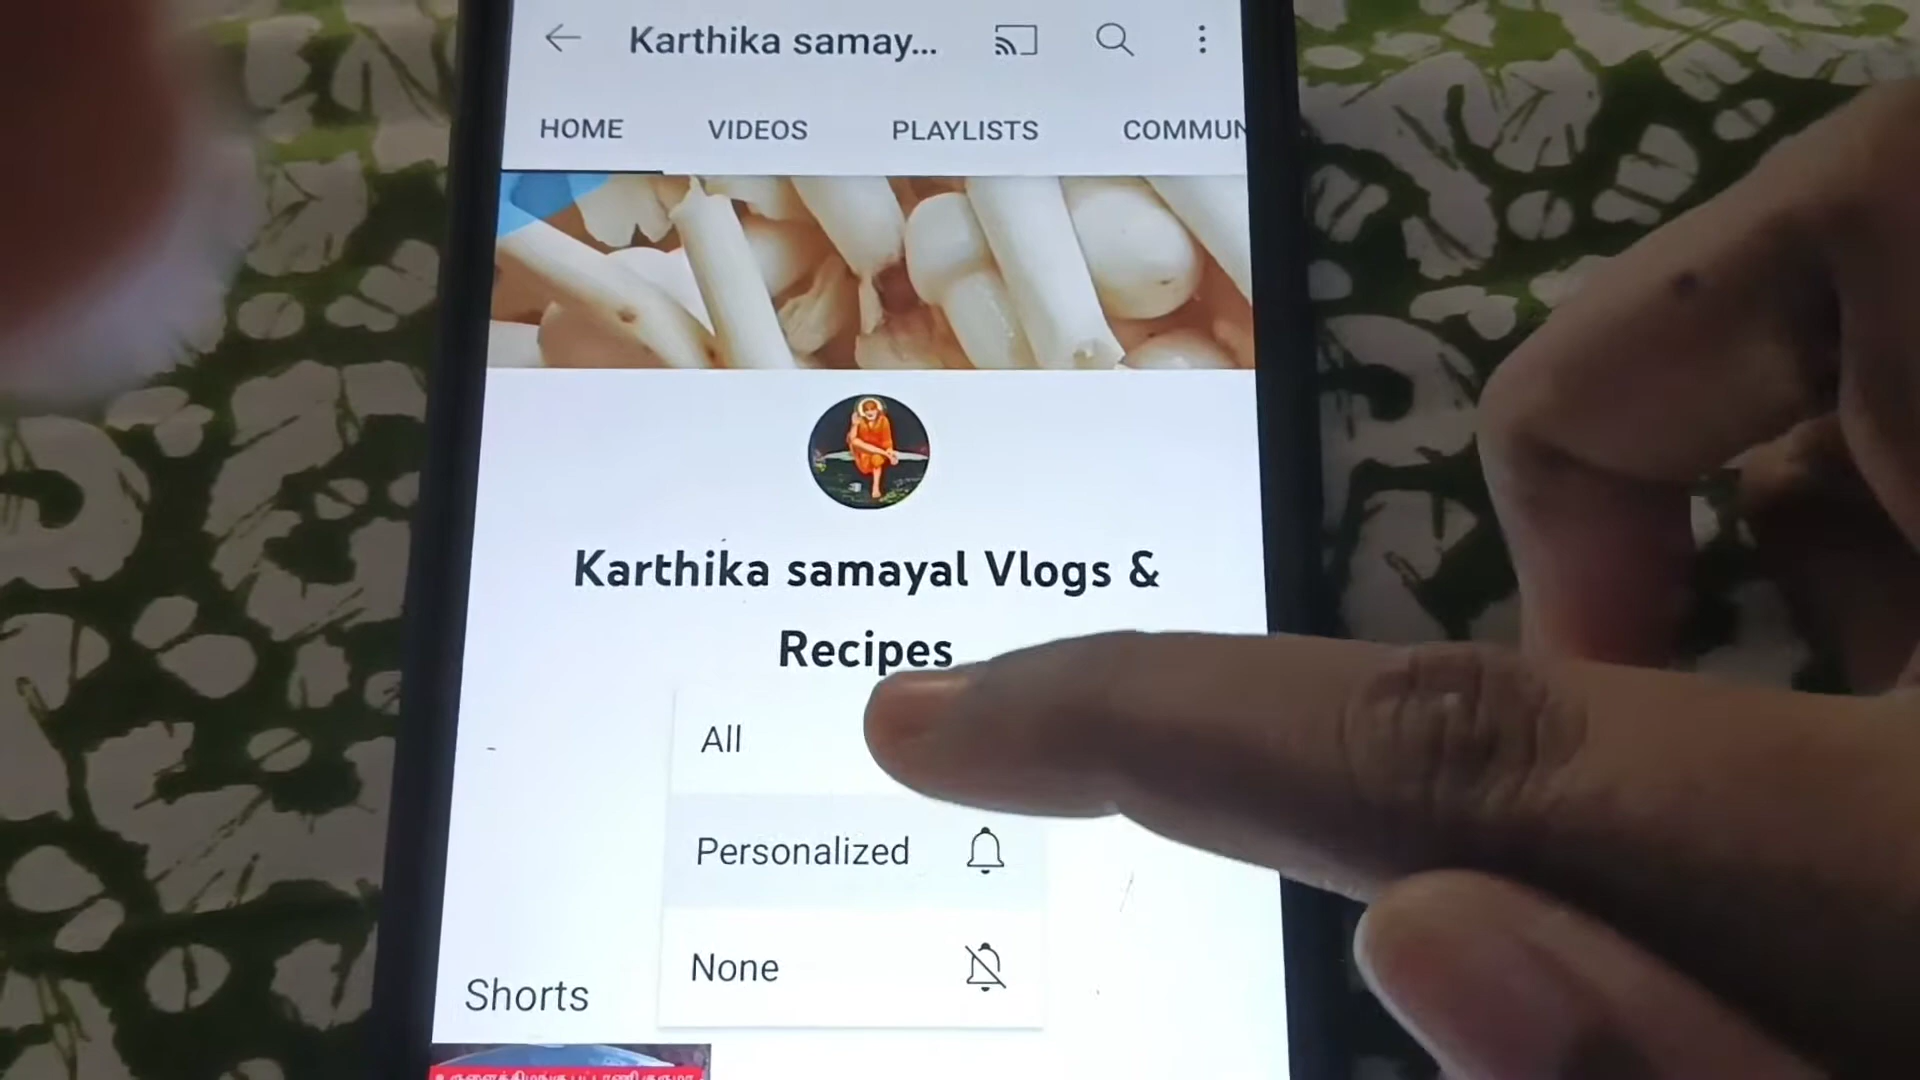 Karthika samay...
HOME VIDEOS PLAYLISTS COMMUN
Karthika samayal Vlogs &
Recipes
All
Personalized
None
Shorts